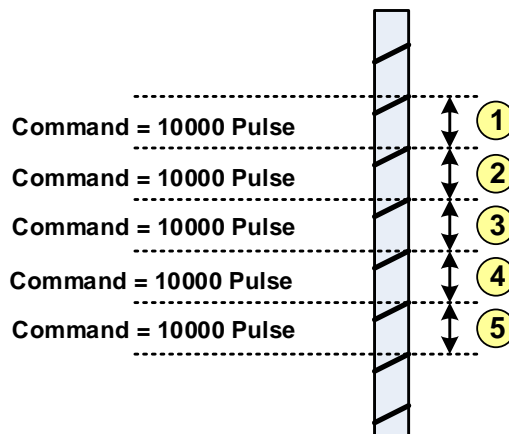 Command = 10000 Pulse 1
Command = 10000 Pulse 2
Command = 10000 Pulse 3
Command = 10000 Pulse 4
Command = 10000 Pulse 5